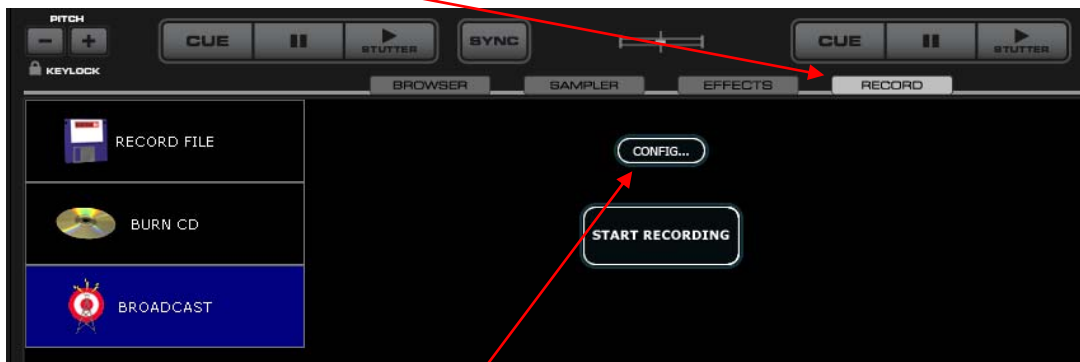 PITCH
- +
CUE
STUTTER
SYNC
CUE
STUTTER
KEYLOCK
BROWSER
SAMPLER
EFFECTS
RECORD
RECORD FILE
CONFIG...
BURN CD
START RECORDING
BROADCAST